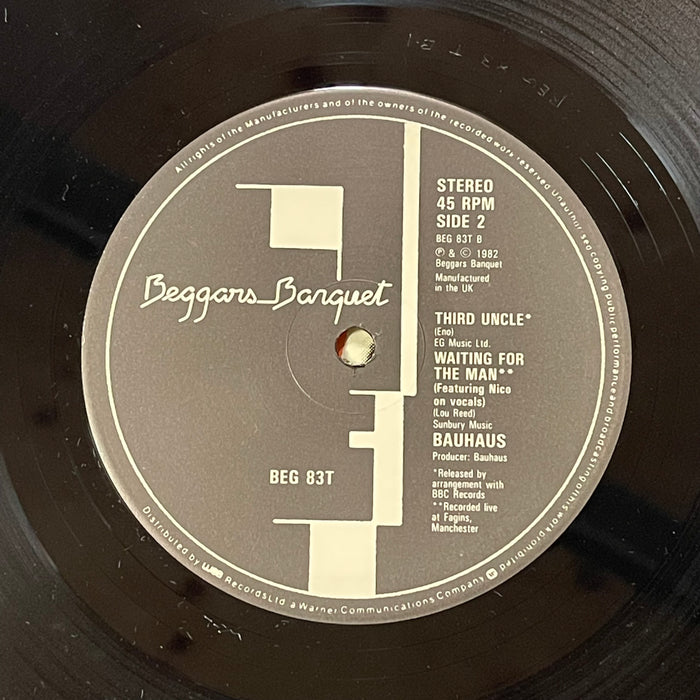 All rights of the Manufacturers and of the owners of the recorded work reserved Unauthorised copying public performance and broadcasting of this work prohibited
STEREO
45 RPM
SIDE 2
BEG 83T B
Ⓟ & © 1982
Beggars Banquet
Manufactured
in the UK
Beggars Banquet
THIRD UNCLE*
(Eno)
EG Music Ltd.
WAITING FOR
THE MAN**
(Featuring Nico
on vocals)
(Lou Reed)
Sunbury Music
BAUHAUS
Producer: Bauhaus
BEG 83T
*Released by
arrangement with
BBC Records
**Recorded live
at Fagins,
Manchester
Distributed by wea Records Ltd a Warner Communications Company